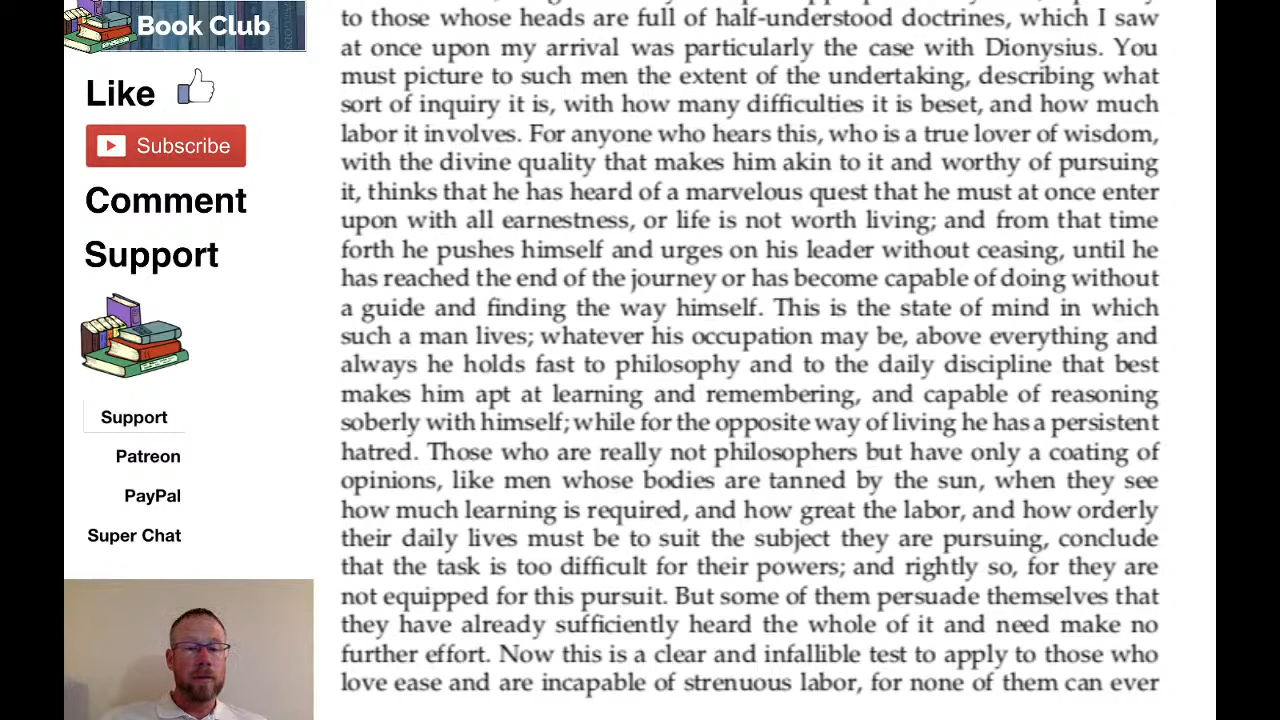 Book Club
Like
Subscribe
Comment
Support
Support
Patreon
PayPal
Super Chat
to those whose heads are full of half-understood doctrines, which I saw
at once upon my arrival was particularly the case with Dionysius. You
must picture to such men the extent of the undertaking, describing what
sort of inquiry it is, with how many difficulties it is beset, and how much
labor it involves. For anyone who hears this, who is a true lover of wisdom,
with the divine quality that makes him akin to it and worthy of pursuing
it, thinks that he has heard of a marvelous quest that he must at once enter
upon with all earnestness, or life is not worth living; and from that time
forth he pushes himself and urges on his leader without ceasing, until he
has reached the end of the journey or has become capable of doing without
a guide and finding the way himself. This is the state of mind in which
such a man lives; whatever his occupation may be, above everything and
always he holds fast to philosophy and to the daily discipline that best
makes him apt at learning and remembering, and capable of reasoning
soberly with himself; while for the opposite way of living he has a persistent
hatred. Those who are really not philosophers but have only a coating of
opinions, like men whose bodies are tanned by the sun, when they see
how much learning is required, and how great the labor, and how orderly
their daily lives must be to suit the subject they are pursuing, conclude
that the task is too difficult for their powers; and rightly so, for they are
not equipped for this pursuit. But some of them persuade themselves that
they have already sufficiently heard the whole of it and need make no
further effort. Now this is a clear and infallible test to apply to those who
love ease and are incapable of strenuous labor, for none of them can ever